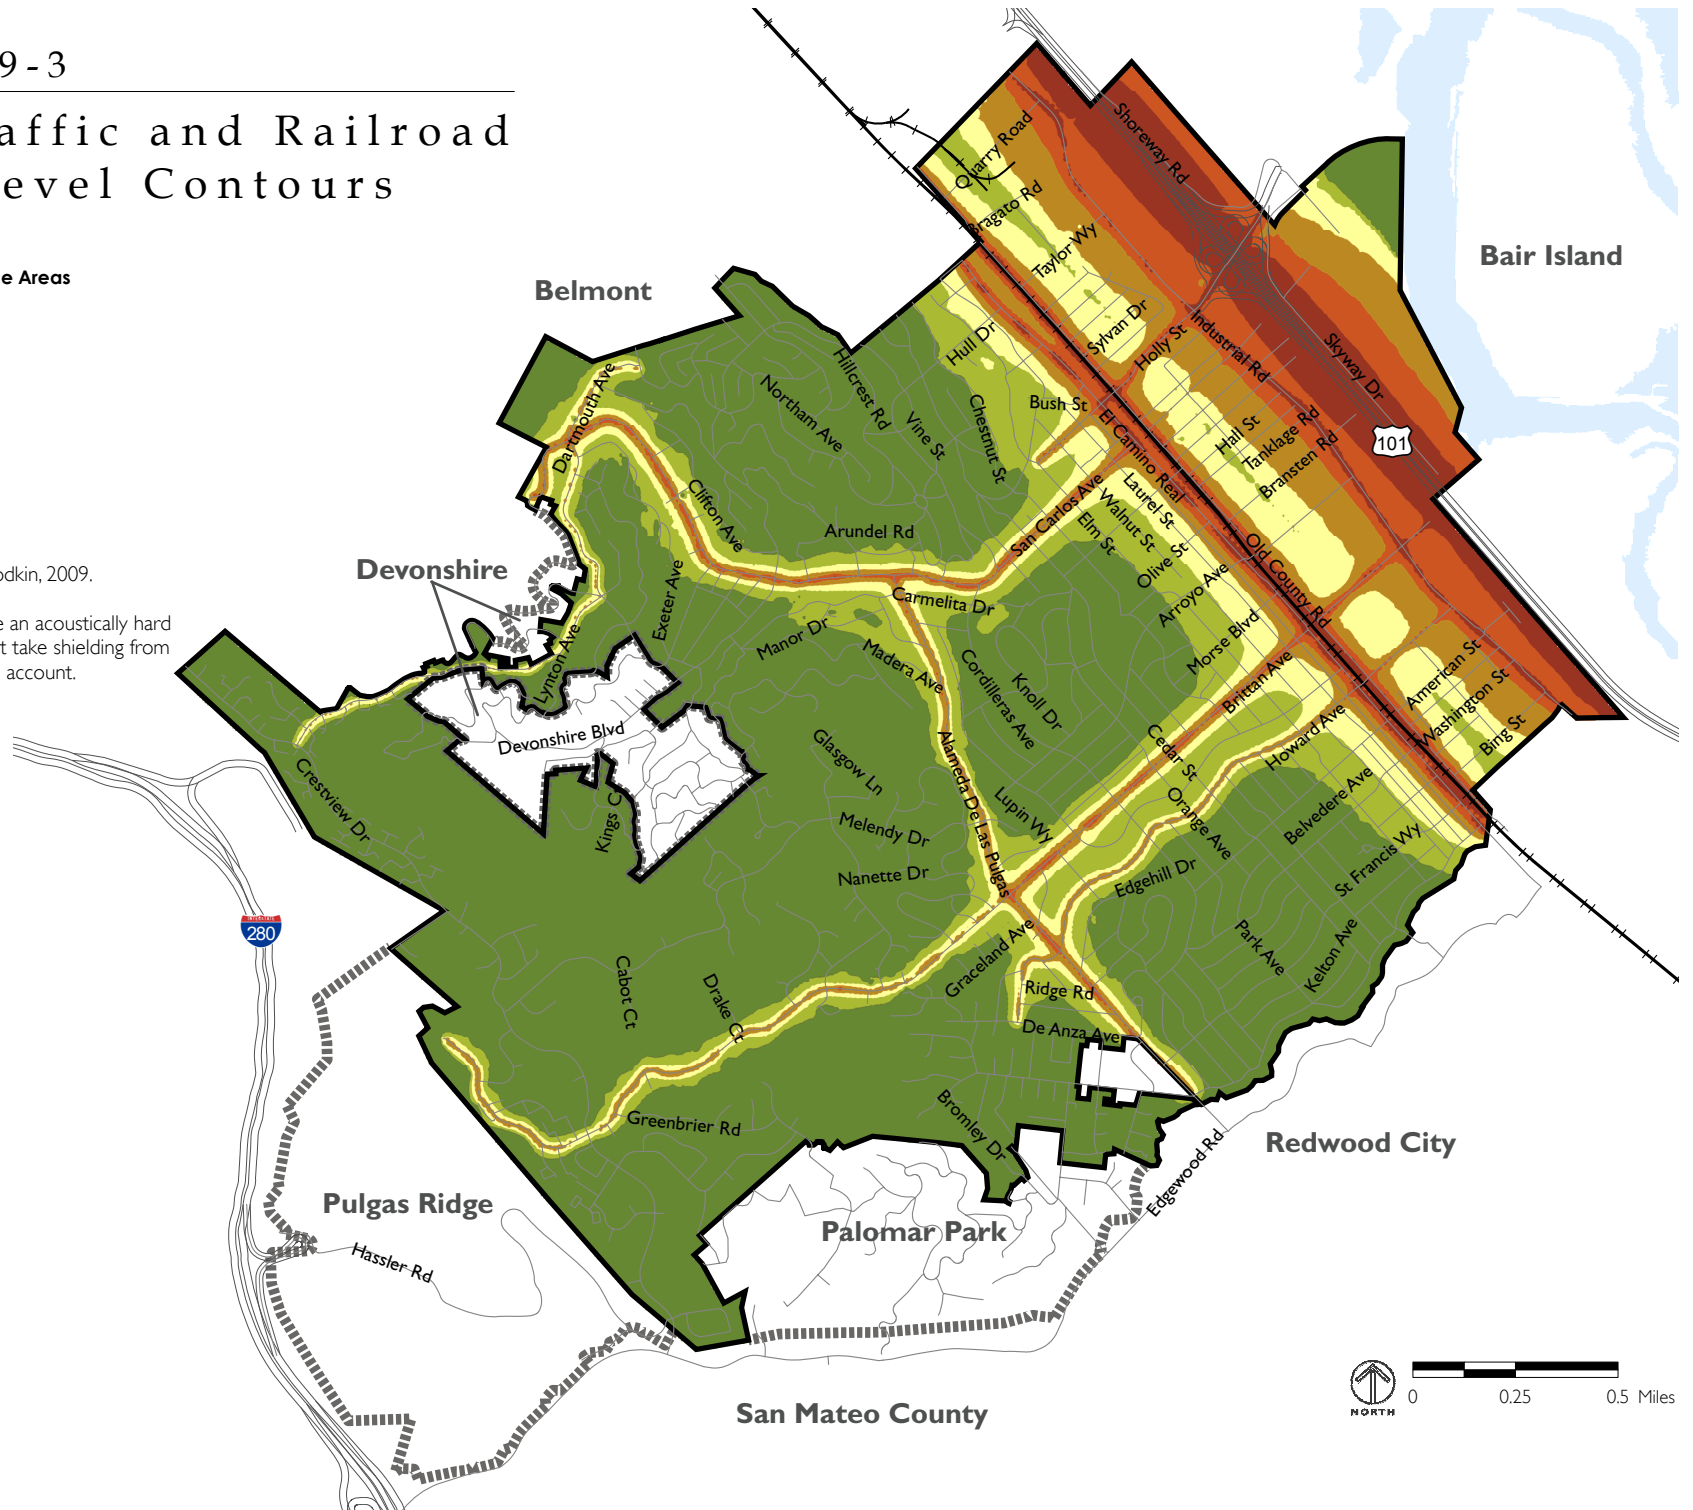 9-3
affic and Railroad
evel Contours
e Areas
odkin, 2009.
e an acoustically hard
t take shielding from
account.
Belmont
Bair Island
Devonshire
Redwood City
Pulgas Ridge
Palomar Park
San Mateo County
Shoreway Rd
Quarry Road
Bragato Rd
Taylor Wy
Sylvan Dr
Holly St
Industrial Rd
Skyway Dr
101
Hull Dr
Hillcrest Rd
Northam Ave
Vine St
Chestnut St
Bush St
El Camino Real
Hall St
Tanklage Rd
Bransten Rd
Dartmouth Ave
Clifton Ave
Arundel Rd
San Carlos Ave
Laurel St
Walnut St
Elm St
Olive St
Arroyo Ave
Old County Rd
Morse Blvd
Brittan Ave
Exeter Ave
Carmelita Dr
Manor Dr
Madera Ave
Cordilleras Ave
Knoll Dr
Lynton Ave
Devonshire Blvd
Kings C
Crestview Dr
Glasgow Ln
Melendy Dr
Nanette Dr
Alameda De Las Pulgas
Lupin Wy
Cedar St
Orange Ave
Howard Ave
American St
Washington St
Bing St
Belvedere Ave
St Francis Wy
Edgehill Dr
Park Ave
Kelton Ave
Graceland Ave
Ridge Rd
De Anza Ave
Cabot Ct
Drake Ct
Greenbrier Rd
Bromley Dr
Edgewood Rd
Hassler Rd
INTERSTATE
280
NORTH
0 0.25 0.5 Miles